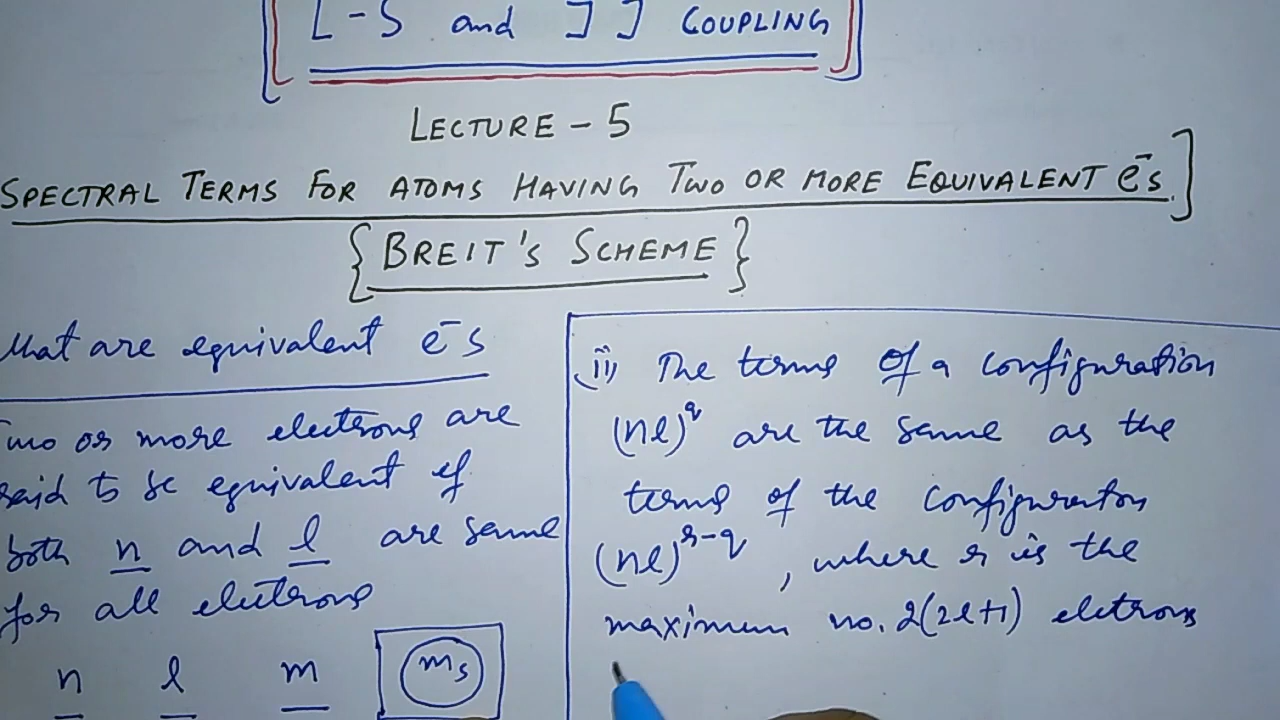 L-S and JJ COUPLING
LECTURE - 5
SPECTRAL TERMS FOR ATOMS HAVING TWO OR MORE EQUIVALENT e⁻s]
{BREIT'S SCHEME}
What are equivalent e⁻s
Two or more electrons are
said to be equivalent if
both n and l are same
for all electrons
n l m ms
(ii) The terms of a configuration
(nl)^q are the same as the
terms of the configuration
(nl)^r-q, where r is the
maximum no. 2(2l+1) electrons